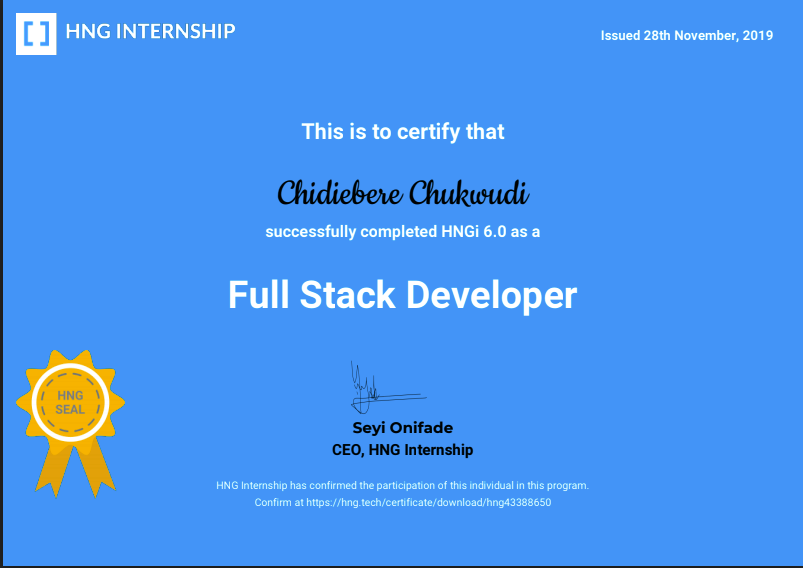 HNG INTERNSHIP
Issued 28th November, 2019
This is to certify that
Chidiebere Chukwudi
successfully completed HNGi 6.0 as a
Full Stack Developer
HNG
SEAL
Seyi Onifade
CEO, HNG Internship
HNG Internship has confirmed the participation of this individual in this program.
Confirm at https://hng.tech/certificate/download/hng43388650